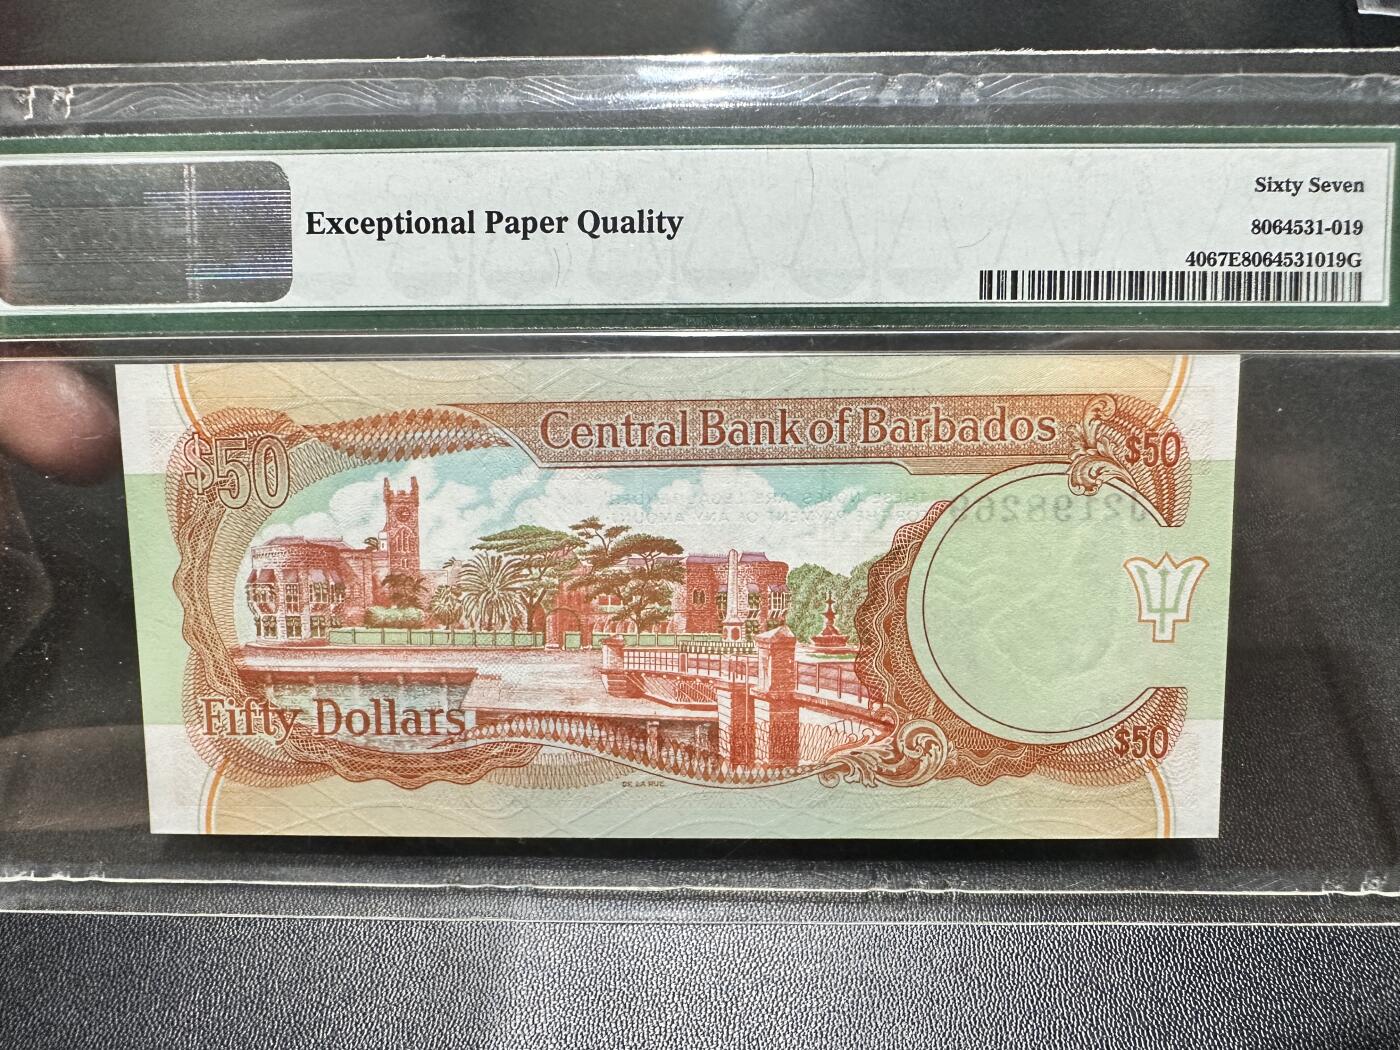 Sixty Seven
Exceptional Paper Quality
8064531-019
4067E8064531019G
Central Bank of Barbados
$50
$50
Fifty Dollars
$50
DE LA RUE